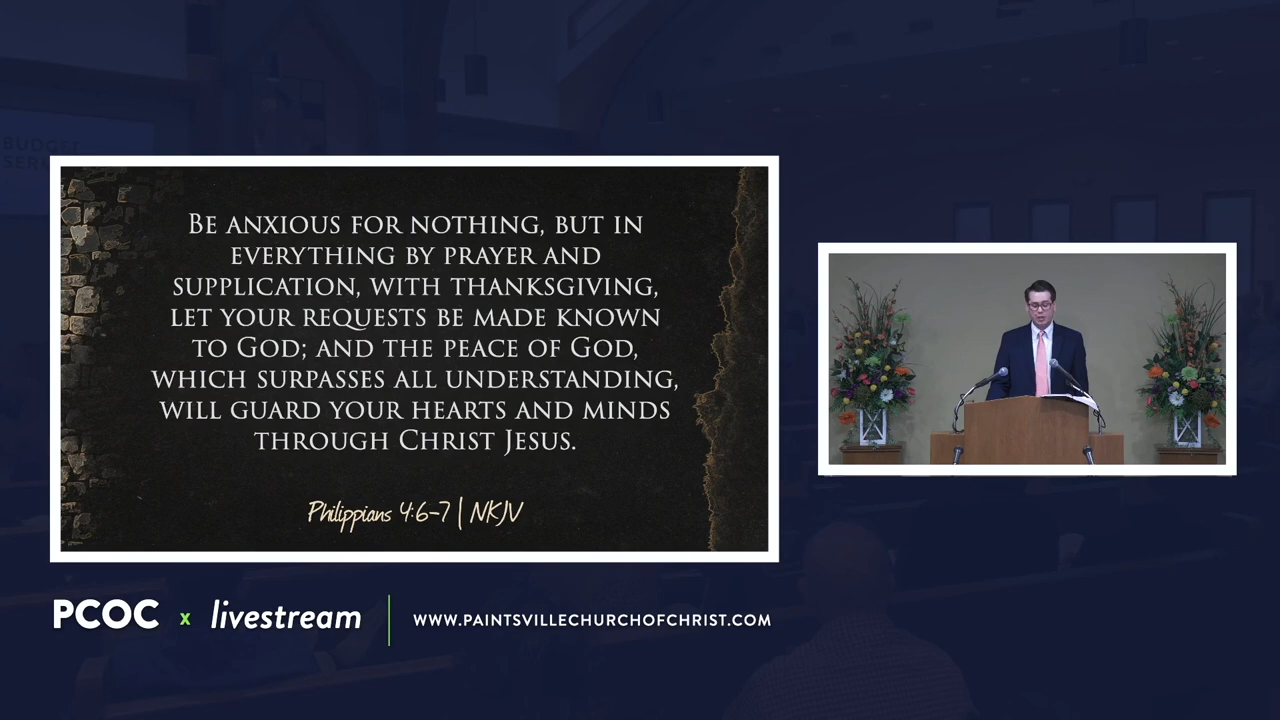 BUDGET
SER
BE ANXIOUS FOR NOTHING, BUT IN
EVERYTHING BY PRAYER AND
SUPPLICATION, WITH THANKSGIVING,
LET YOUR REQUESTS BE MADE KNOWN
TO GOD; AND THE PEACE OF GOD,
WHICH SURPASSES ALL UNDERSTANDING,
WILL GUARD YOUR HEARTS AND MINDS
THROUGH CHRIST JESUS.
Philippians 4:6-7 | NKJV
PCOC x livestream | WWW.PAINTSVILLECHURCHOFCHRIST.COM